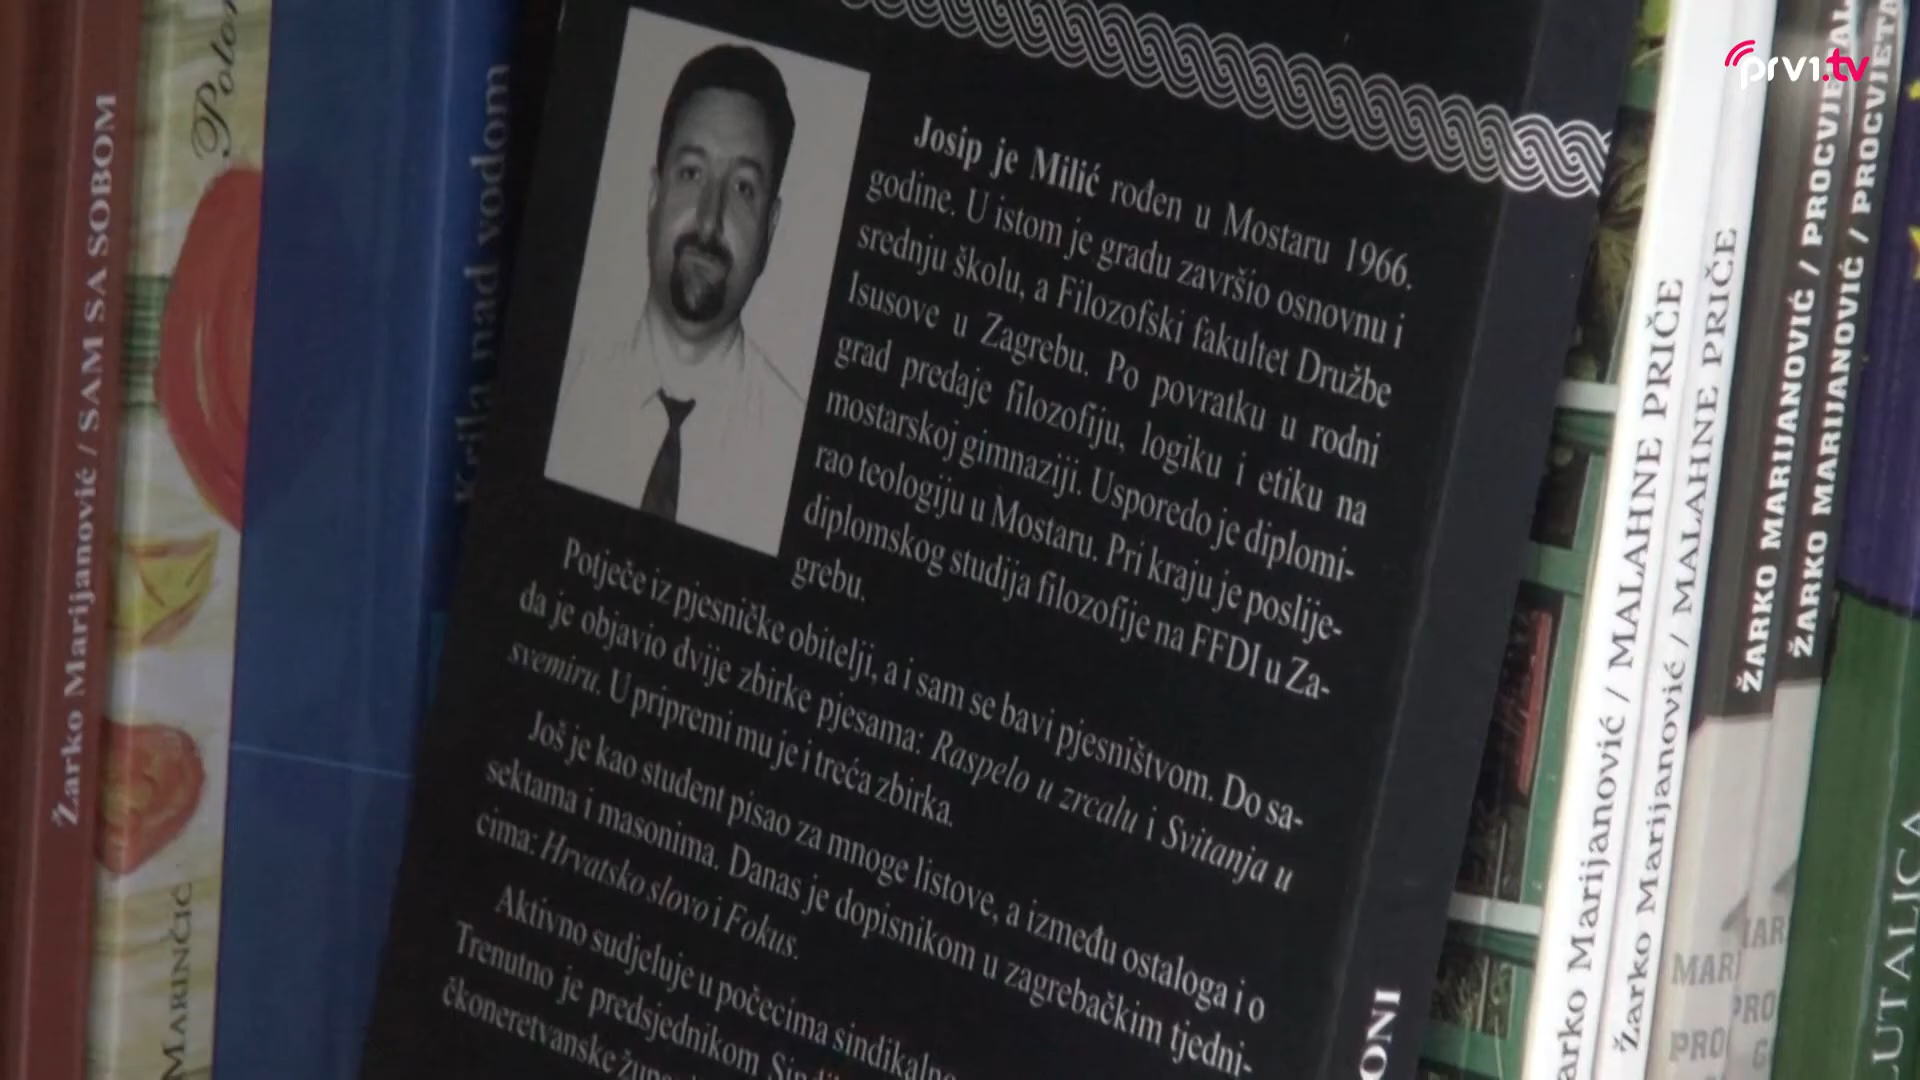 prv1.tv
Žarko Marijanović / SAM SA SOBOM
MARINČIĆ
Krila nad vodom
Josip je Milić rođen u Mostaru 1966.
godine. U istom je gradu završio osnovnu i
srednju školu, a Filozofski fakultet Družbe
Isusove u Zagrebu. Po povratku u rodni
grad predaje filozofiju, logiku i etiku na
mostarskoj gimnaziji. Usporedo je diplomi-
rao teologiju u Mostaru. Pri kraju je poslije-
diplomskog studija filozofije na FFDI u Za-
grebu.
Potječe iz pjesničke obitelji, a i sam se bavi pjesništvom. Do sa-
da je objavio dvije zbirke pjesama: Raspelo u zrcalu i Svitanja u
svemiru. U pripremi mu je i treća zbirka.
Još je kao student pisao za mnoge listove, a između ostaloga i o
sektama i masonima. Danas je dopisnikom u zagrebačkim tjedni-
cima: Hrvatsko slovo i Fokus.
Aktivno sudjeluje u počecima
Trenutno je predsjednikom
čkoneretvanske
ONI
Žarko Marijanović / MALAHNE PRIČE
Žarko Marijanović / MALAHNE PRIČE
ŽARKO MARIJANOVIĆ /
ŽARKO MARIJANOVIĆ /
LUTALICA